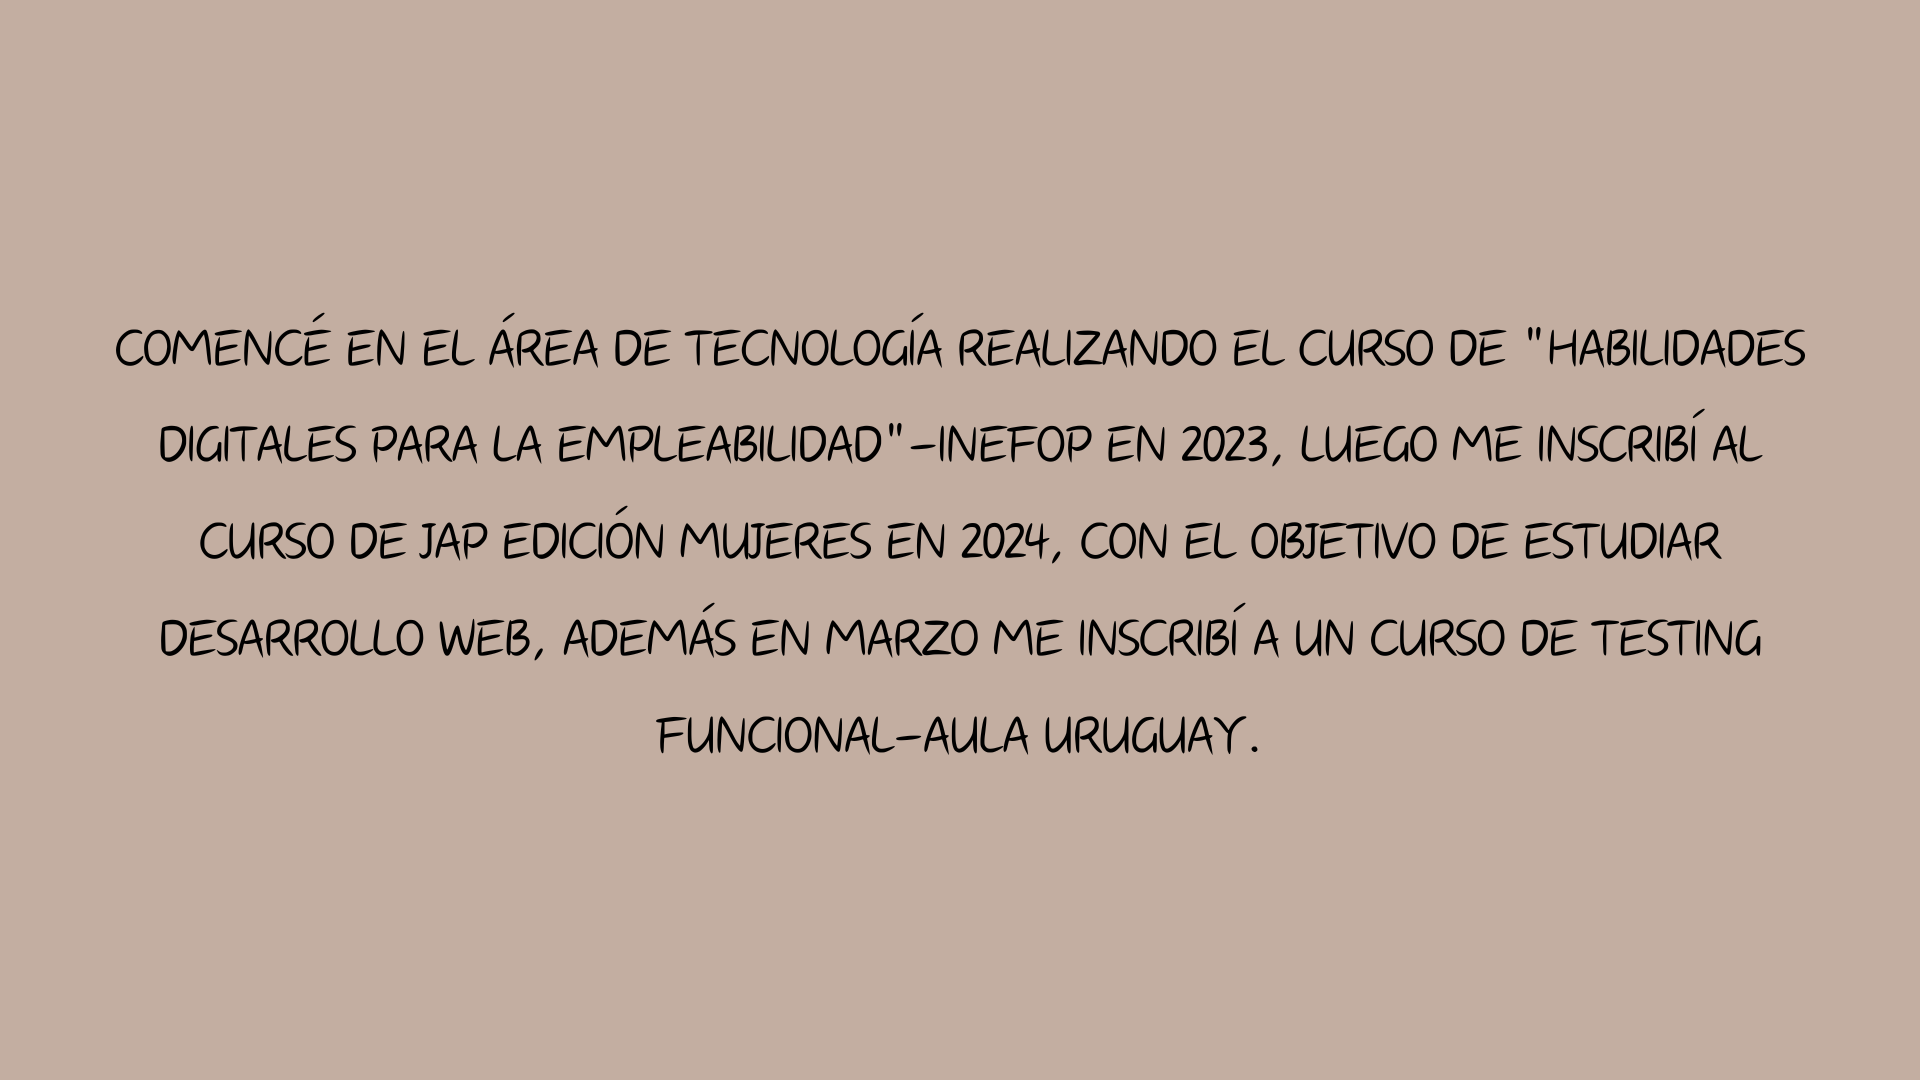 COMENCÉ EN EL ÁREA DE TECNOLOGÍA REALIZANDO EL CURSO DE "HABILIDADES
DIGITALES PARA LA EMPLEABILIDAD"-INEFOP EN 2023, LUEGO ME INSCRIBÍ AL
CURSO DE JAP EDICIÓN MUJERES EN 2024, CON EL OBJETIVO DE ESTUDIAR
DESARROLLO WEB, ADEMÁS EN MARZO ME INSCRIBÍ A UN CURSO DE TESTING
FUNCIONAL-AULA URUGUAY.